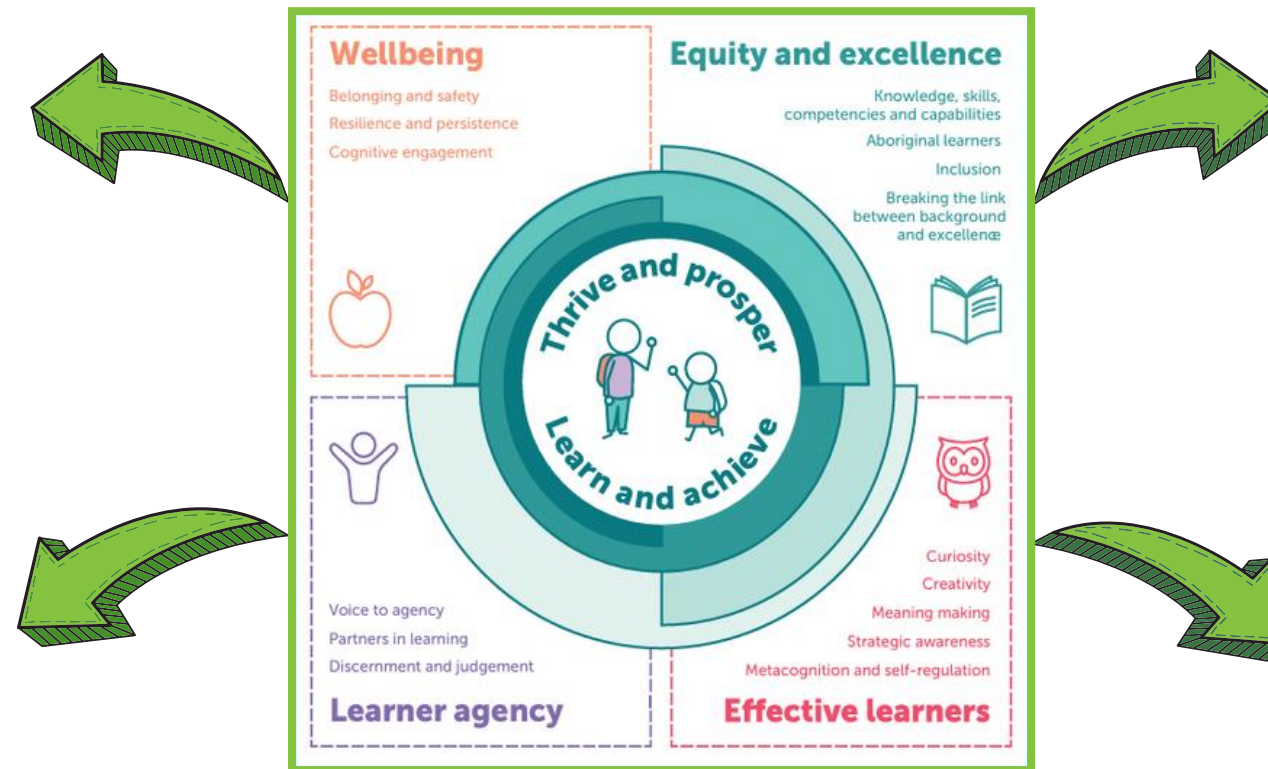 Wellbeing
Belonging and safety
Resilience and persistence
Cognitive engagement
Equity and excellence
Knowledge, skills,
competencies and capabilities
Aboriginal learners
Inclusion
Breaking the link
between background
and excellence
Thrive and prosper
Learn and achieve
Voice to agency
Partners in learning
Discernment and judgement
Learner agency
Curiosity
Creativity
Meaning making
Strategic awareness
Metacognition and self-regulation
Effective learners